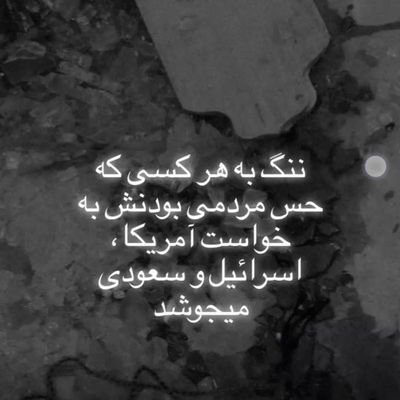 ننگ به هر کسی که
حس مردمی بودنش به
خواست آمریکا ،
اسرائیل و سعودی
میجوشد